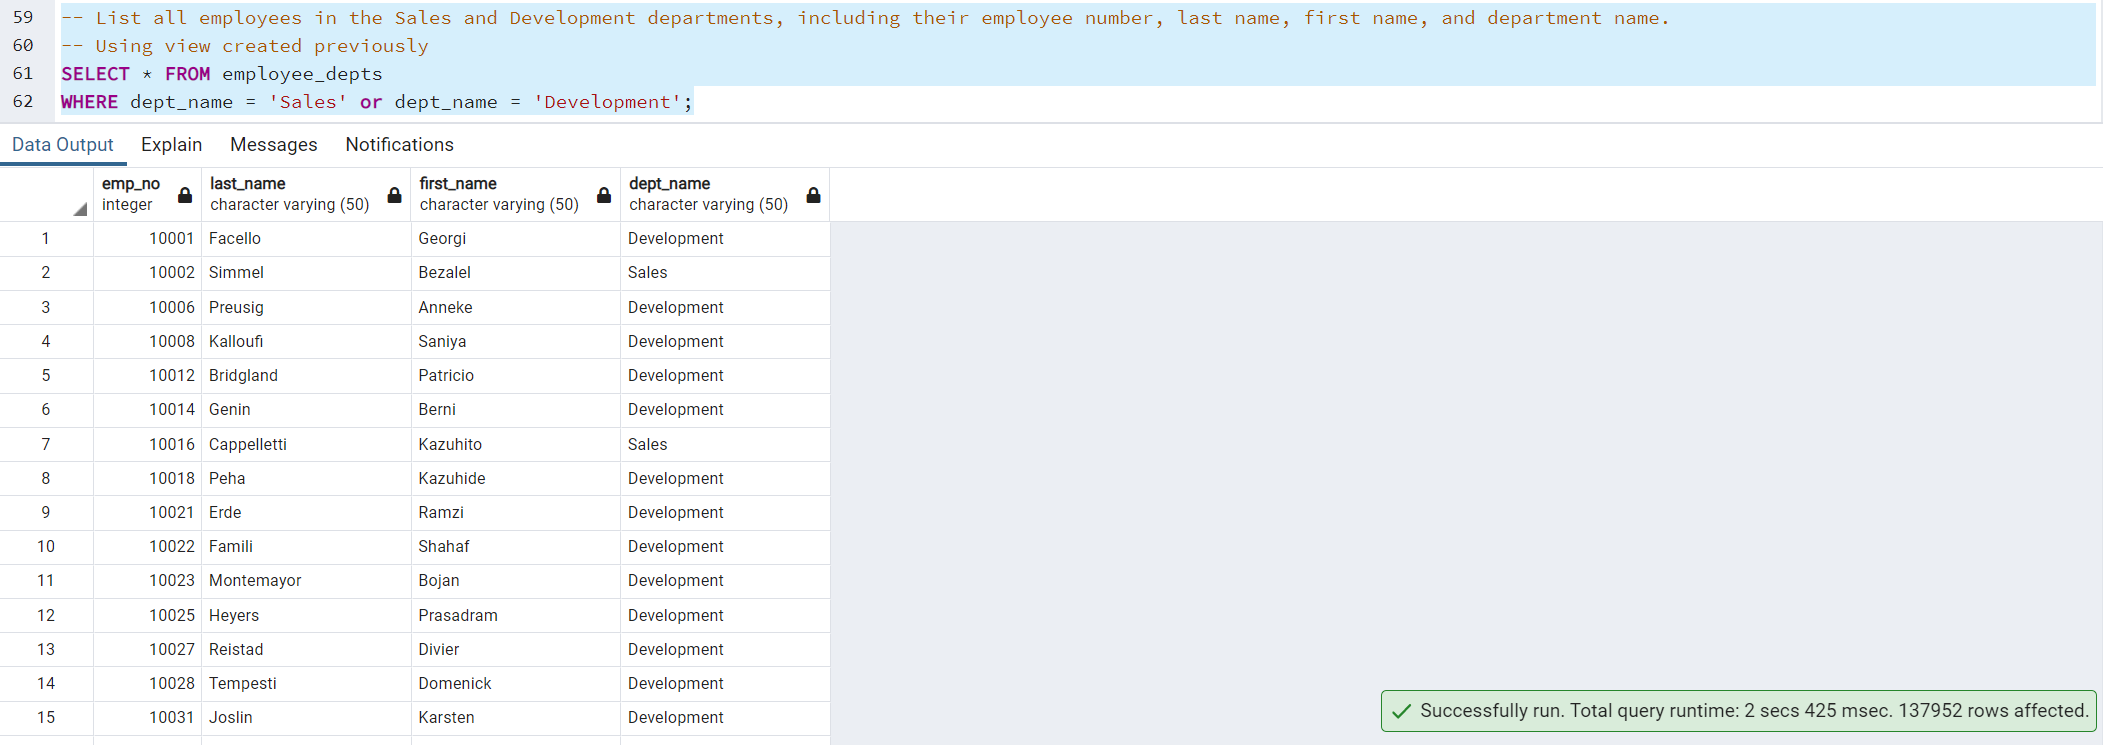 59 -- List all employees in the Sales and Development departments, including their employee number, last name, first name, and department name.
60 -- Using view created previously
61 SELECT * FROM employee_depts
62 WHERE dept_name = 'Sales' or dept_name = 'Development';
Data Output Explain Messages Notifications
emp_no last_name first_name dept_name
integer character varying (50) character varying (50) character varying (50)
1 10001 Facello Georgi Development
2 10002 Simmel Bezalel Sales
3 10006 Preusig Anneke Development
4 10008 Kalloufi Saniya Development
5 10012 Bridgland Patricio Development
6 10014 Genin Berni Development
7 10016 Cappelletti Kazuhito Sales
8 10018 Peha Kazuhide Development
9 10021 Erde Ramzi Development
10 10022 Famili Shahaf Development
11 10023 Montemayor Bojan Development
12 10025 Heyers Prasadram Development
13 10027 Reistad Divier Development
14 10028 Tempesti Domenick Development
15 10031 Joslin Karsten Development
Successfully run. Total query runtime: 2 secs 425 msec. 137952 rows affected.